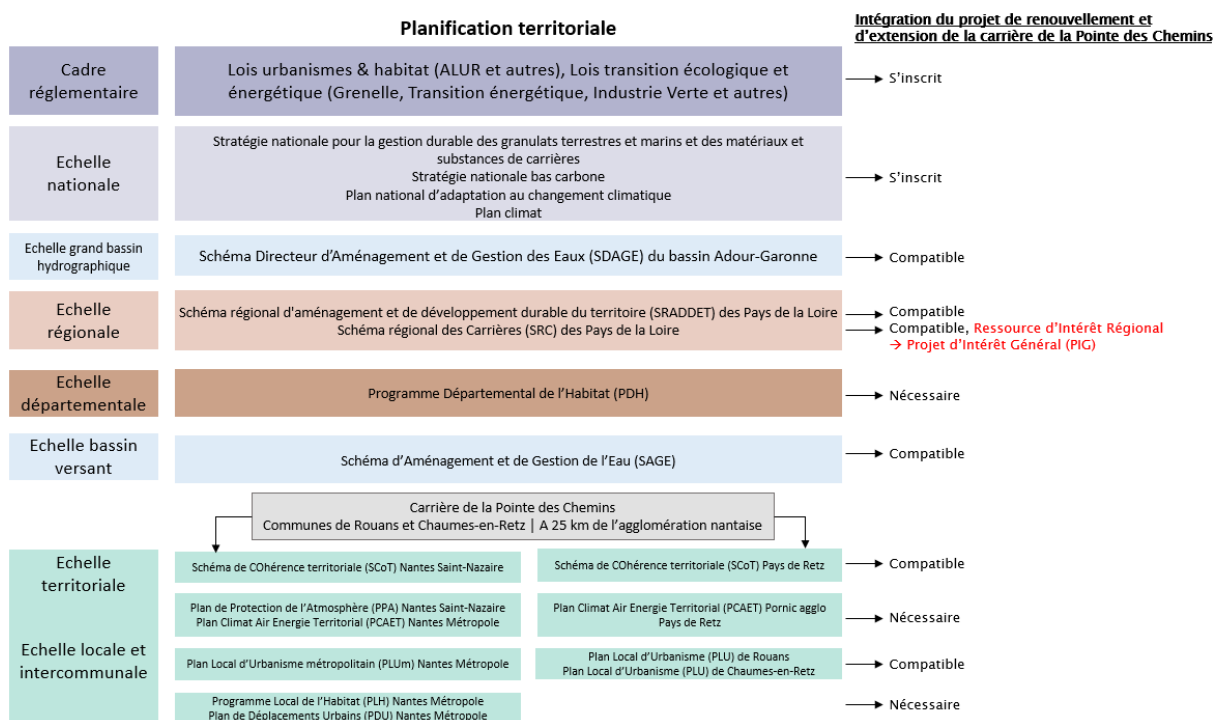 Planification territoriale
Intégration du projet de renouvellement et
d'extension de la carrière de la Pointe des Chemins
Cadre
réglementaire
Lois urbanismes & habitat (ALUR et autres), Lois transition écologique et
énergétique (Grenelle, Transition énergétique, Industrie Verte et autres)
S'inscrit
Echelle
nationale
Stratégie nationale pour la gestion durable des granulats terrestres et marins et des matériaux et
substances de carrières
Stratégie nationale bas carbone
Plan national d'adaptation au changement climatique
Plan climat
S'inscrit
Echelle grand bassin
hydrographique
Schéma Directeur d'Aménagement et de Gestion des Eaux (SDAGE) du bassin Adour-Garonne
Compatible
Echelle
régionale
Schéma régional d'aménagement et de développement durable du territoire (SRADDET) des Pays de la Loire
Schéma régional des Carrières (SRC) des Pays de la Loire
Compatible
Compatible, Ressource d'Intérêt Régional
→ Projet d'Intérêt Général (PIG)
Echelle
départementale
Programme Départemental de l'Habitat (PDH)
Nécessaire
Echelle bassin
versant
Schéma d'Aménagement et de Gestion de l'Eau (SAGE)
Compatible
Carrière de la Pointe des Chemins
Communes de Rouans et Chaumes-en-Retz | A 25 km de l'agglomération nantaise
Echelle
territoriale
Schéma de COhérence territoriale (SCoT) Nantes Saint-Nazaire
Schéma de COhérence territoriale (SCoT) Pays de Retz
Compatible
Plan de Protection de l'Atmosphère (PPA) Nantes Saint-Nazaire
Plan Climat Air Energie Territorial (PCAET) Nantes Métropole
Plan Climat Air Energie Territorial (PCAET) Pornic agglo
Pays de Retz
Nécessaire
Echelle locale et
intercommunale
Plan Local d'Urbanisme métropolitain (PLUm) Nantes Métropole
Plan Local d'Urbanisme (PLU) de Rouans
Plan Local d'Urbanisme (PLU) de Chaumes-en-Retz
Compatible
Programme Local de l'Habitat (PLH) Nantes Métropole
Plan de Déplacements Urbains (PDU) Nantes Métropole
Nécessaire